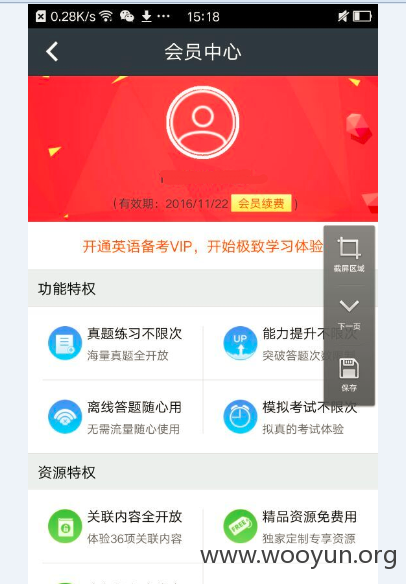 0.28K/s 15:18
会员中心
(有效期：2016/11/22 会员续费 )
开通英语备考VIP，开始极致学习体验
截屏区域
功能特权
下一页
真题练习不限次 能力提升不
海量真题全开放 突破答题次
保存
离线答题随心用 模拟考试不限次
无需流量随心使用 拟真的考试体验
资源特权
关联内容全开放 精品资源免费用
体验36项关联内容 独家定制专享资源
www.wooyun.org